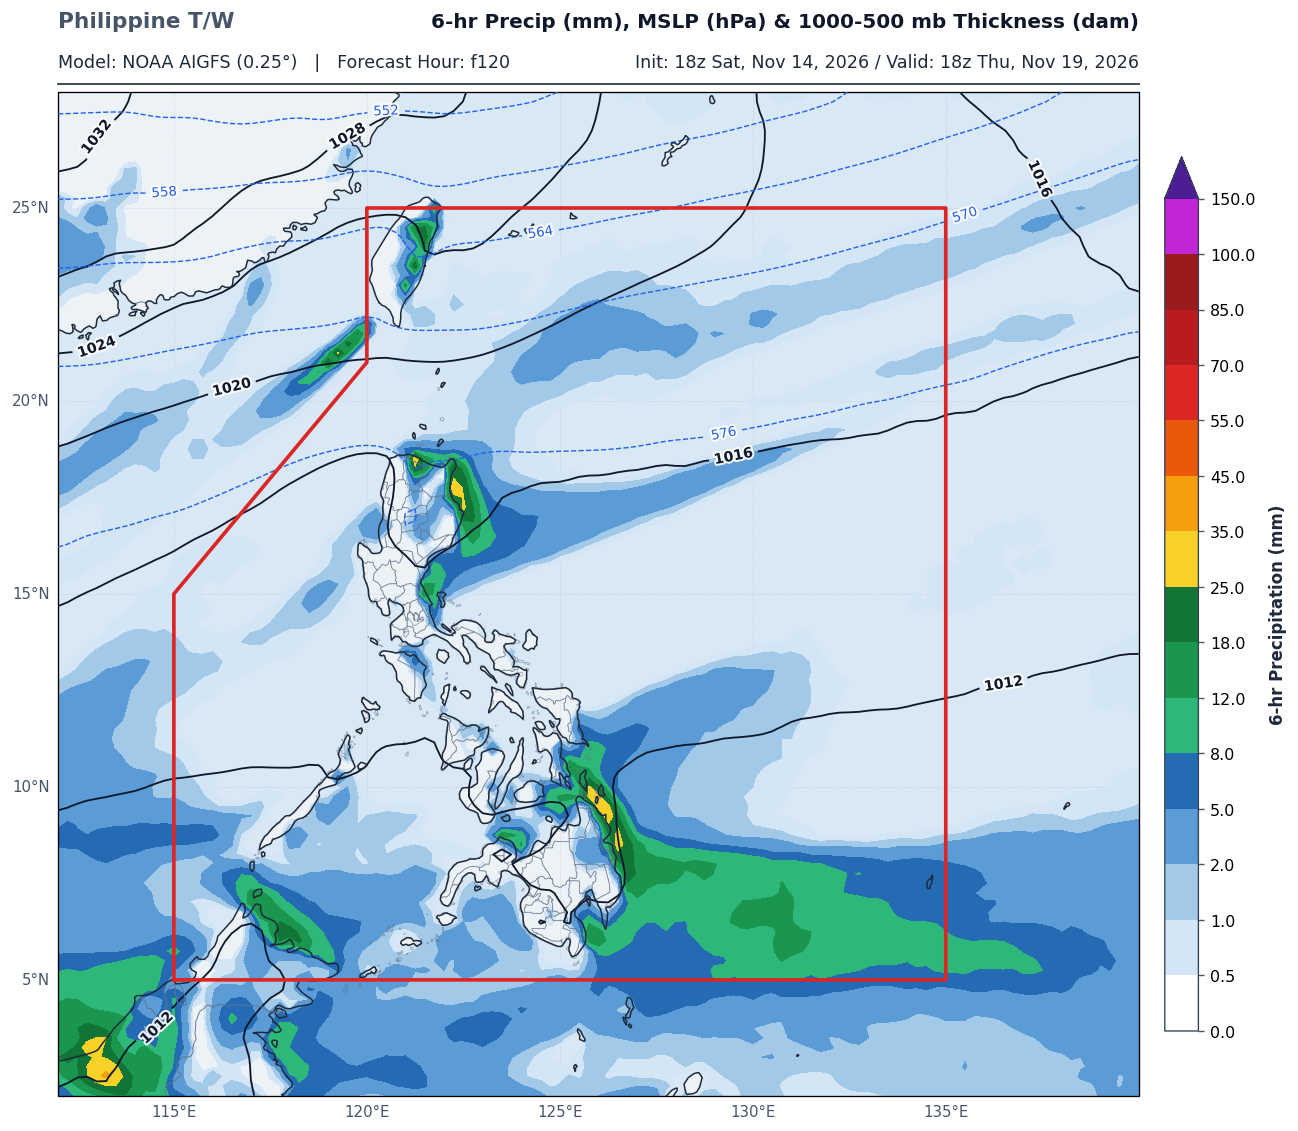 Philippine T/W
6-hr Precip (mm), MSLP (hPa) & 1000-500 mb Thickness (dam)
Model: NOAA AIGFS (0.25°) | Forecast Hour: f120
Init: 18z Sat, Nov 14, 2026 / Valid: 18z Thu, Nov 19, 2026
552
1032
1028
1016
558
25°N
570
564
1024
1020
20°N
576
1016
15°N
1012
10°N
5°N
1012
115°E
120°E
125°E
130°E
135°E
150.0
100.0
85.0
70.0
55.0
45.0
35.0
25.0
18.0
12.0
8.0
5.0
2.0
1.0
0.5
0.0
6-hr Precipitation (mm)